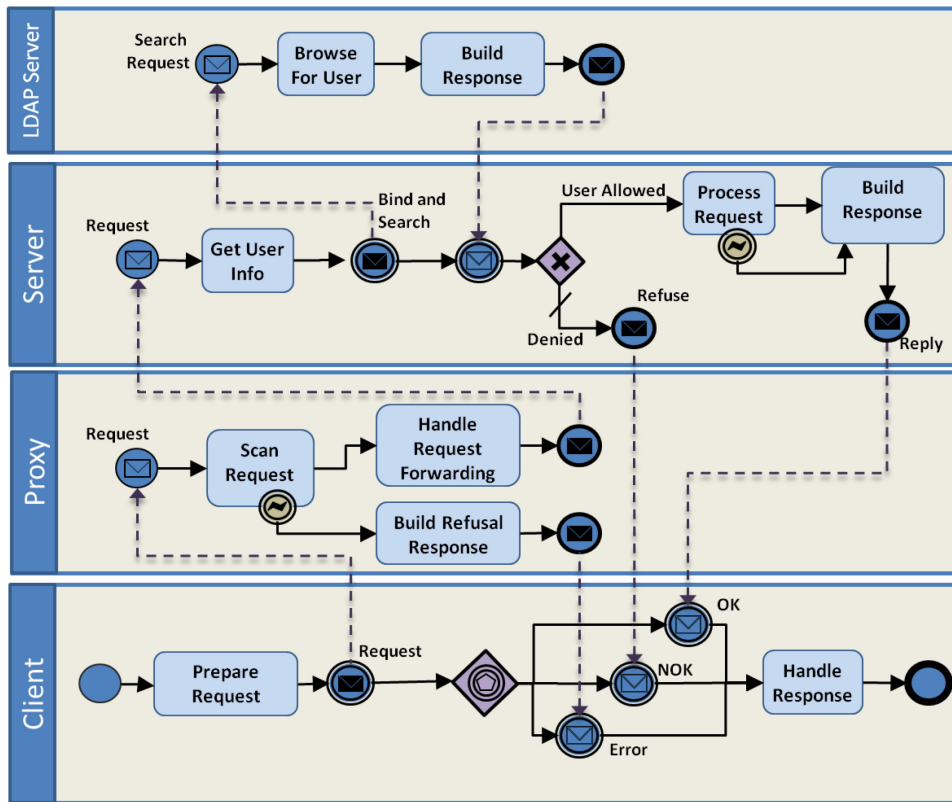 LDAP Server
Search
Request
Browse
For User
Build
Response
Server
Request
Get User
Info
Bind and
Search
User Allowed
Denied
Refuse
Process
Request
Build
Response
Reply
Proxy
Request
Scan
Request
Handle
Request
Forwarding
Build Refusal
Response
Client
Prepare
Request
Request
OK
NOK
Error
Handle
Response